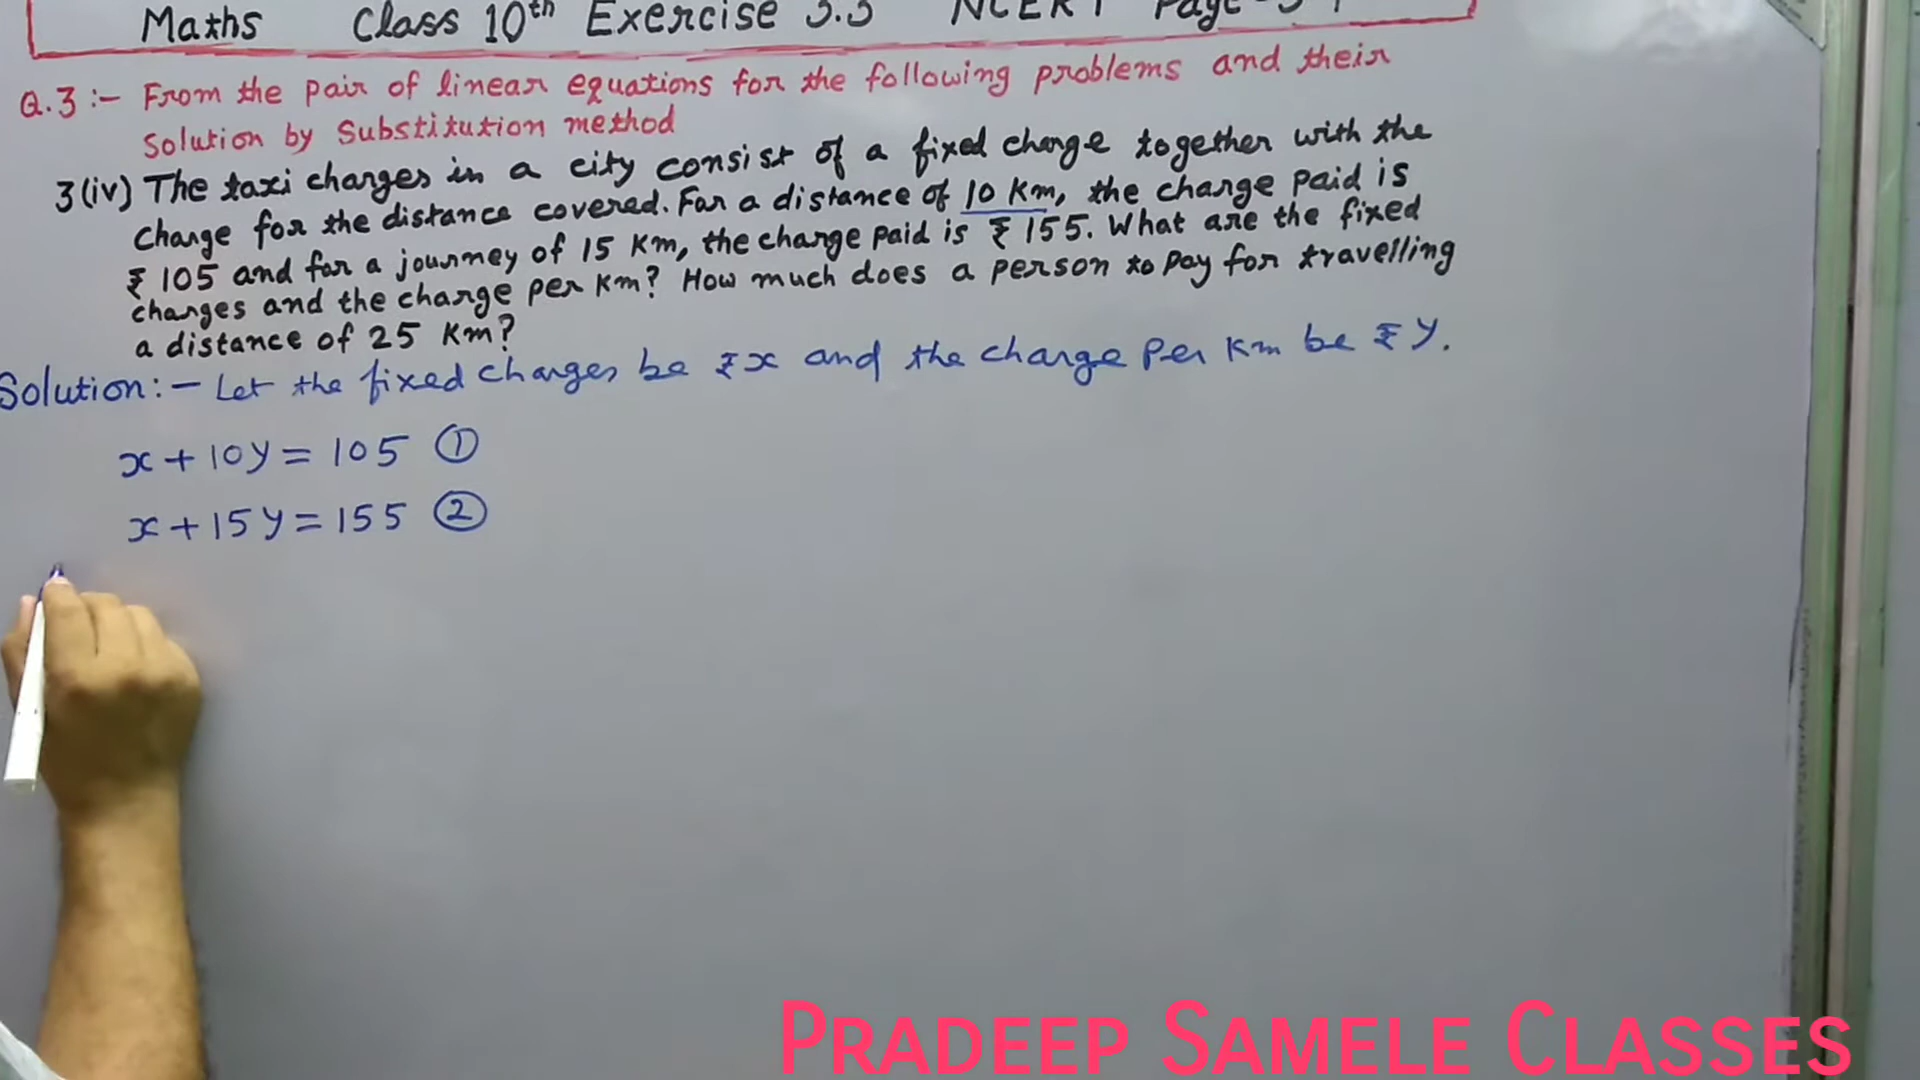 Maths Class 10th Exercise 3.3 NCERT Page
Q.3 :- From the pair of linear equations for the following problems and their
Solution by Substitution method
3(iv) The taxi charges in a city consist of a fixed charge together with the
charge for the distance covered. For a distance of 10 Km, the charge paid is
₹ 105 and for a journey of 15 Km, the charge paid is ₹ 155. What are the fixed
charges and the charge per Km? How much does a person to pay for travelling
a distance of 25 Km?
Solution:- Let the fixed charges be ₹x and the charge Per Km be ₹y.
x + 10y = 105 ①
x + 15y = 155 ②
PRADEEP SAMELE CLASSES